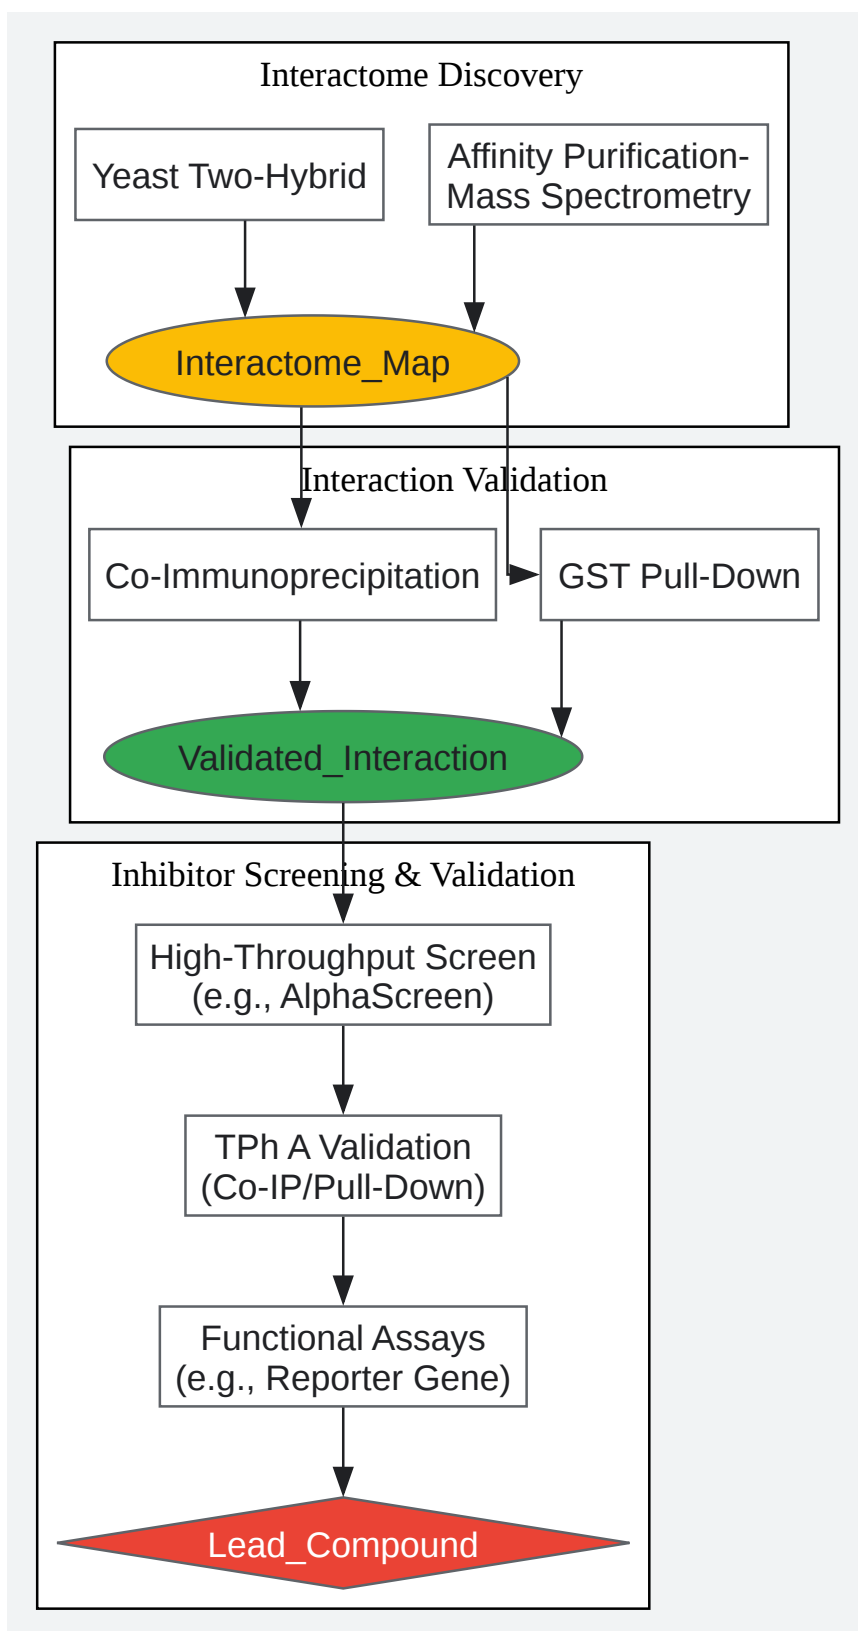 Interactome Discovery
Yeast Two-Hybrid
Affinity Purification-
Mass Spectrometry
Interactome_Map
Interaction Validation
Co-Immunoprecipitation
GST Pull-Down
Validated_Interaction
Inhibitor Screening & Validation
High-Throughput Screen
(e.g., AlphaScreen)
TPh A Validation
(Co-IP/Pull-Down)
Functional Assays
(e.g., Reporter Gene)
Lead_Compound